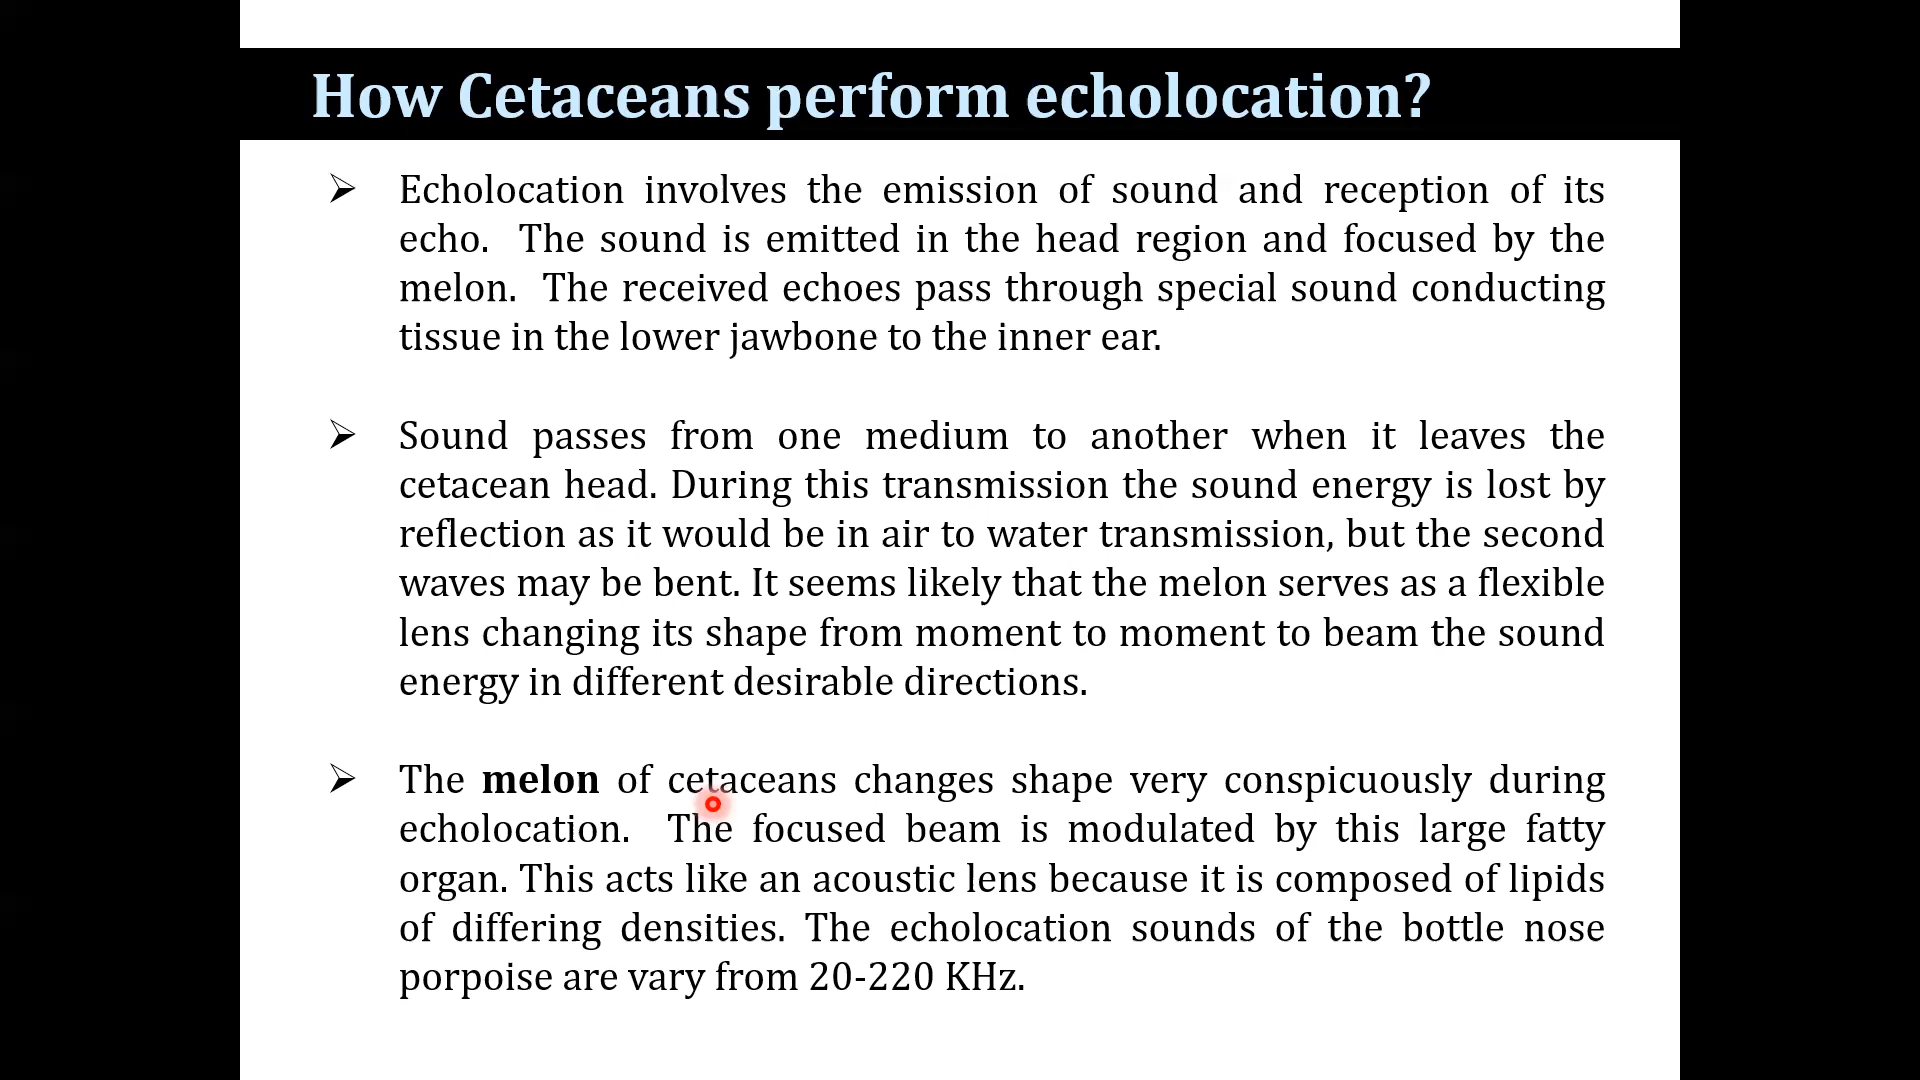 How Cetaceans perform echolocation?
➢ Echolocation involves the emission of sound and reception of its
echo. The sound is emitted in the head region and focused by the
melon. The received echoes pass through special sound conducting
tissue in the lower jawbone to the inner ear.
➢ Sound passes from one medium to another when it leaves the
cetacean head. During this transmission the sound energy is lost by
reflection as it would be in air to water transmission, but the second
waves may be bent. It seems likely that the melon serves as a flexible
lens changing its shape from moment to moment to beam the sound
energy in different desirable directions.
➢ The melon of cetaceans changes shape very conspicuously during
echolocation. The focused beam is modulated by this large fatty
organ. This acts like an acoustic lens because it is composed of lipids
of differing densities. The echolocation sounds of the bottle nose
porpoise are vary from 20-220 KHz.